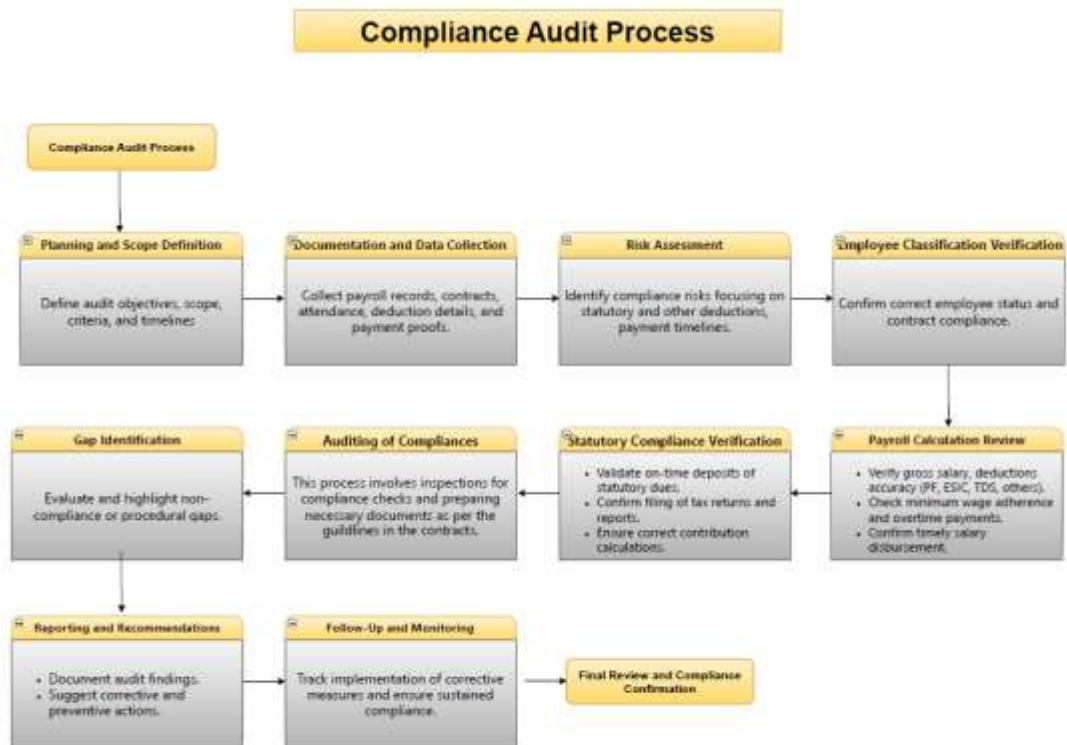 Compliance Audit Process
Compliance Audit Process
Planning and Scope Definition
Define audit objectives, scope,
criteria, and timelines
Documentation and Data Collection
Collect payroll records, contracts,
attendance, deduction details, and
payment proofs.
Risk Assessment
Identify compliance risks focusing on
statutory and other deductions,
payment timelines.
Employee Classification Verification
Confirm correct employee status and
contract compliance.
Payroll Calculation Review
• Verify gross salary, deductions
accuracy (PF, ESIC, TDS, others).
• Check minimum wage adherence
and overtime payments.
• Confirm timely salary
disbursement.
Statutory Compliance Verification
• Validate on-time deposits of
statutory dues.
• Confirm filing of tax returns and
reports.
• Ensure correct contribution
calculations.
Auditing of Compliances
This process involves inspections for
compliance checks and preparing
necessary documents as per the
guildlines in the contracts.
Gap Identification
Evaluate and highlight non-
compliance or procedural gaps.
Reporting and Recommendations
• Document audit findings.
• Suggest corrective and
preventive actions.
Follow-Up and Monitoring
Track implementation of corrective
measures and ensure sustained
compliance.
Final Review and Compliance
Confirmation